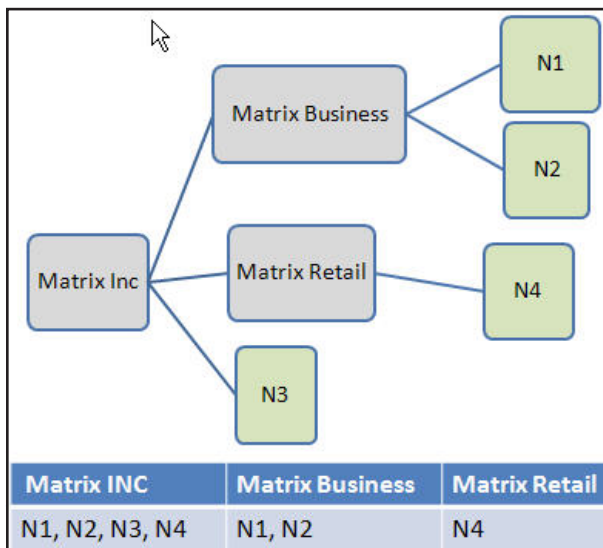 N1
Matrix Business
N2
Matrix Inc
Matrix Retail
N4
N3
Matrix INC Matrix Business Matrix Retail
N1, N2, N3, N4 N1, N2 N4